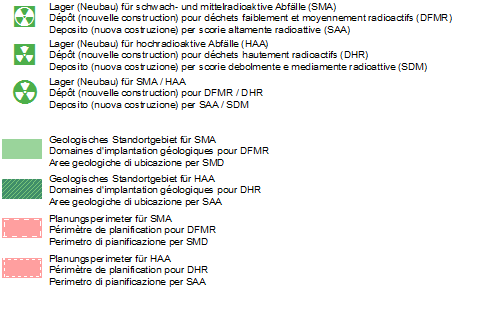 Lager (Neubau) für schwach- und mittelradioaktive Abfälle (SMA)
Dépôt (nouvelle construction) pour déchets faiblement et moyennement radioactifs (DFMR)
Deposito (nuova costruzione) per scorie altamente radioattive (SAA)
Lager (Neubau) für hochradioaktive Abfälle (HAA)
Dépôt (nouvelle construction) pour déchets hautement radioactifs (DHR)
Deposito (nuova costruzione) per scorie debolmente e mediamente radioattive (SDM)
Lager (Neubau) für SMA / HAA
Dépôt (nouvelle construction) pour DFMR / DHR
Deposito (nuova costruzione) per SAA / SDM
Geologisches Standortgebiet für SMA
Domaines d'implantation géologiques pour DFMR
Aree geologiche di ubicazione per SMD
Geologisches Standortgebiet für HAA
Domaines d'implantation géologiques pour DHR
Aree geologiche di ubicazione per SAA
Planungsperimeter für SMA
Périmètre de planification pour DFMR
Perimetro di pianificazione per SMD
Planungsperimeter für HAA
Périmètre de planification pour DHR
Perimetro di pianificazione per SAA